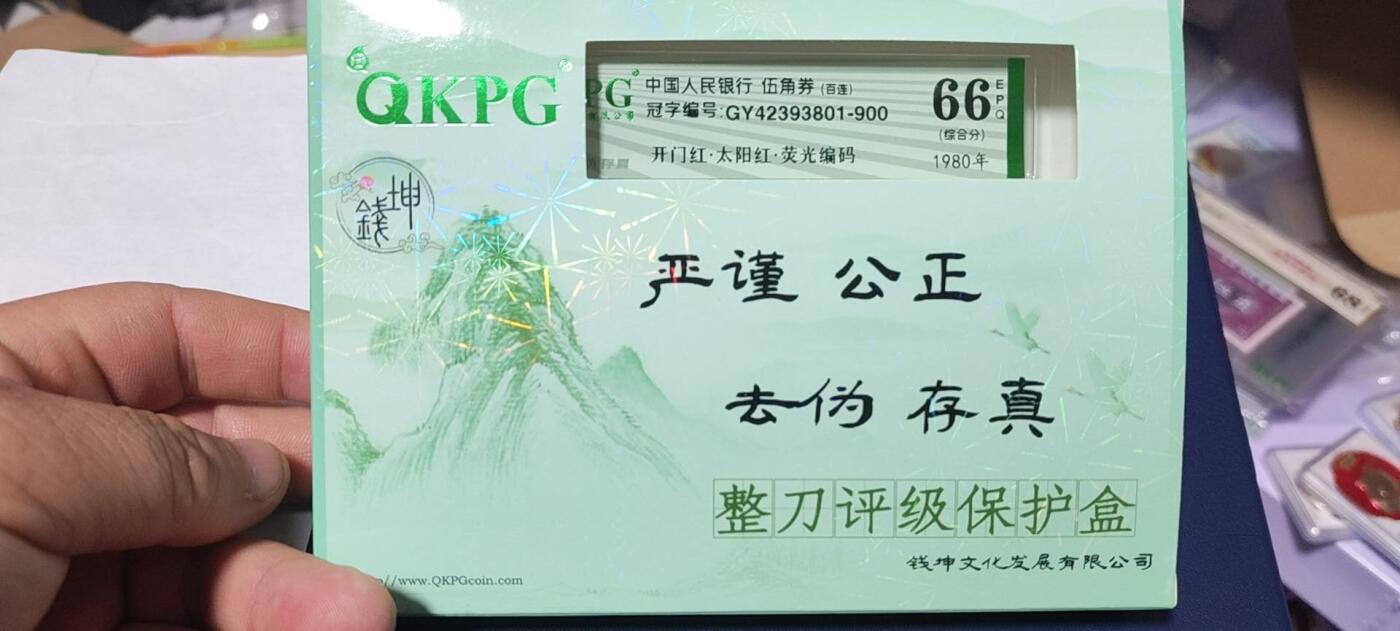 QKPG
PG
中国人民银行 伍角券 (百连)
冠字编号:GY42393801-900
开门红·太阳红·荧光编码
66
EPQ
(综合分)
1980年
钱坤
严谨 公正
去伪 存真
整刀评级保护盒
钱坤文化发展有限公司
//www.QKPGcoin.com
68